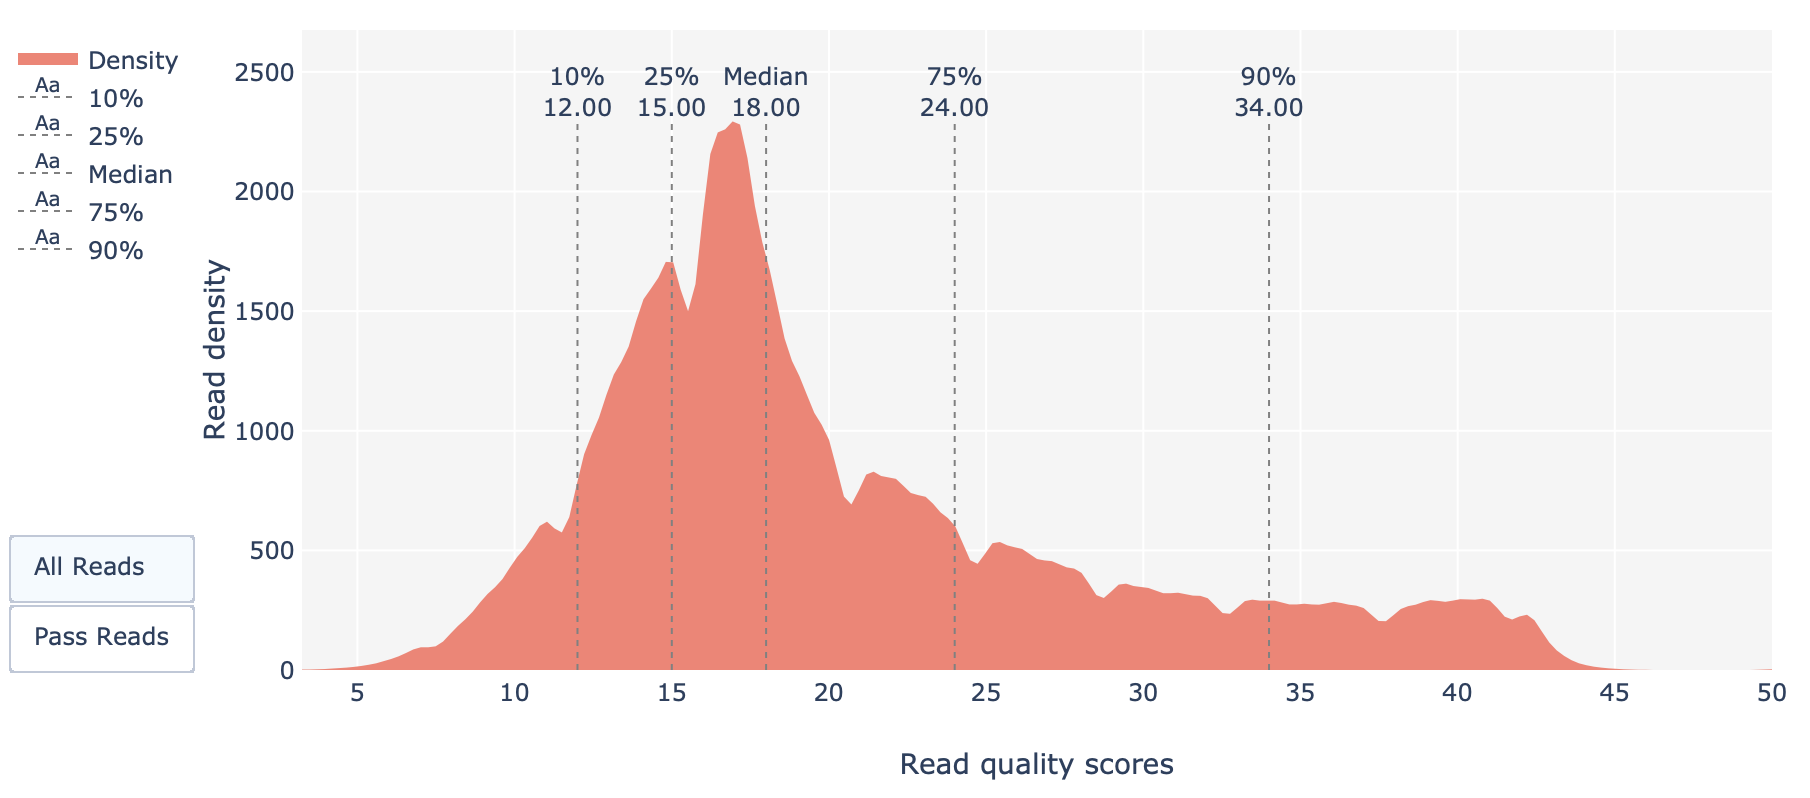 Density
Aa
10%
Aa
25%
Aa
Median
Aa
75%
Aa
90%
All Reads
Pass Reads
Read density
2500
2000
1500
1000
500
0
10%
12.00
25%
15.00
Median
18.00
75%
24.00
90%
34.00
5 10 15 20 25 30 35 40 45 50
Read quality scores